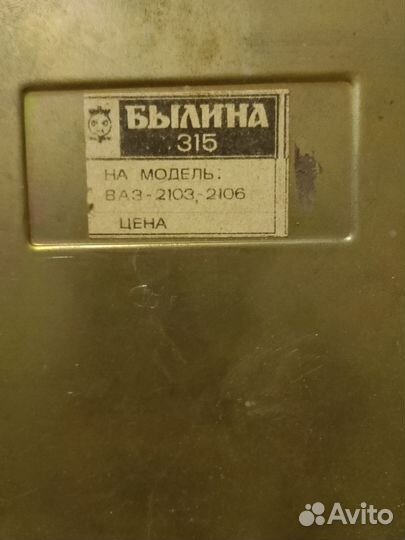 БЫЛИНА
315
НА МОДЕЛЬ:
ВАЗ-2103,-2106
ЦЕНА
Avito